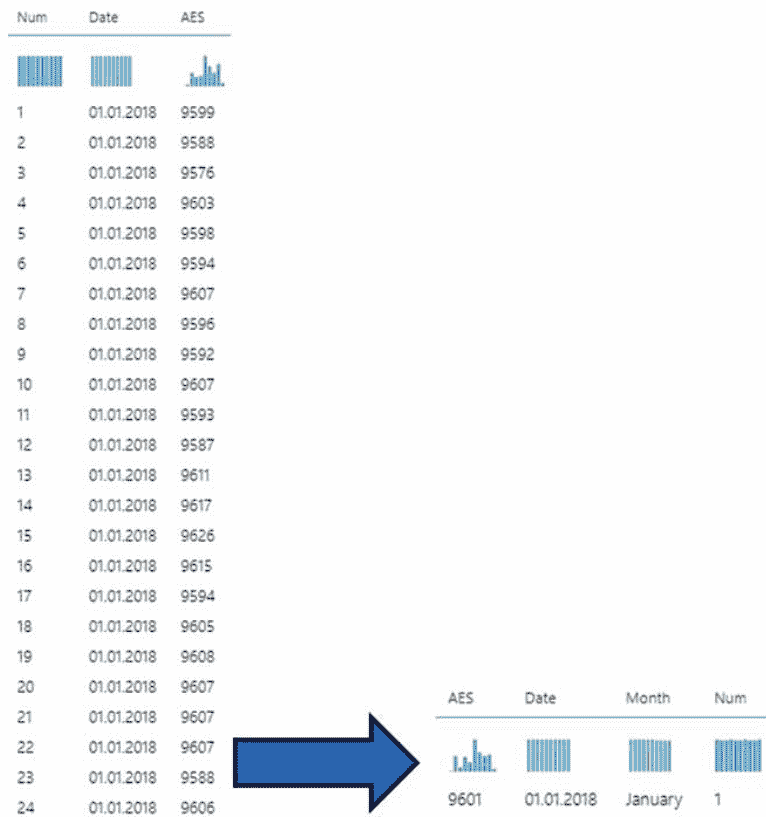 Num Date AES
1 01.01.2018 9599
2 01.01.2018 9588
3 01.01.2018 9576
4 01.01.2018 9603
5 01.01.2018 9598
6 01.01.2018 9594
7 01.01.2018 9607
8 01.01.2018 9596
9 01.01.2018 9592
10 01.01.2018 9607
11 01.01.2018 9593
12 01.01.2018 9587
13 01.01.2018 9611
14 01.01.2018 9617
15 01.01.2018 9626
16 01.01.2018 9615
17 01.01.2018 9594
18 01.01.2018 9605
19 01.01.2018 9608
20 01.01.2018 9607
21 01.01.2018 9607
22 01.01.2018 9607
23 01.01.2018 9588
24 01.01.2018 9606
AES Date Month Num
9601 01.01.2018 January 1